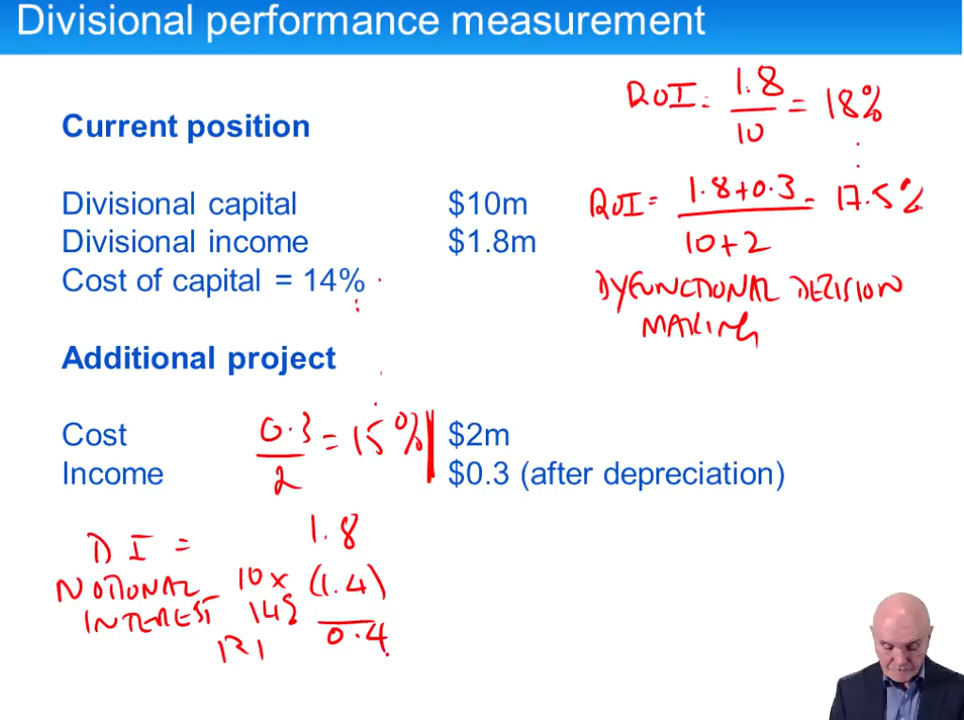 Divisional performance measurement
ROI = 1.8 / 10 = 18%
Current position
Divisional capital $10m
ROI = 1.8 + 0.3 / 10 + 2 = 17.5%
Divisional income $1.8m
Cost of capital = 14%
DYFUNCTIONAL DECISION
MAKING
Additional project
Cost $2m
0.3 / 2 = 15%
Income $0.3 (after depreciation)
DI = 1.8
NOTIONAL 10 x (1.4)
INTEREST
0.4